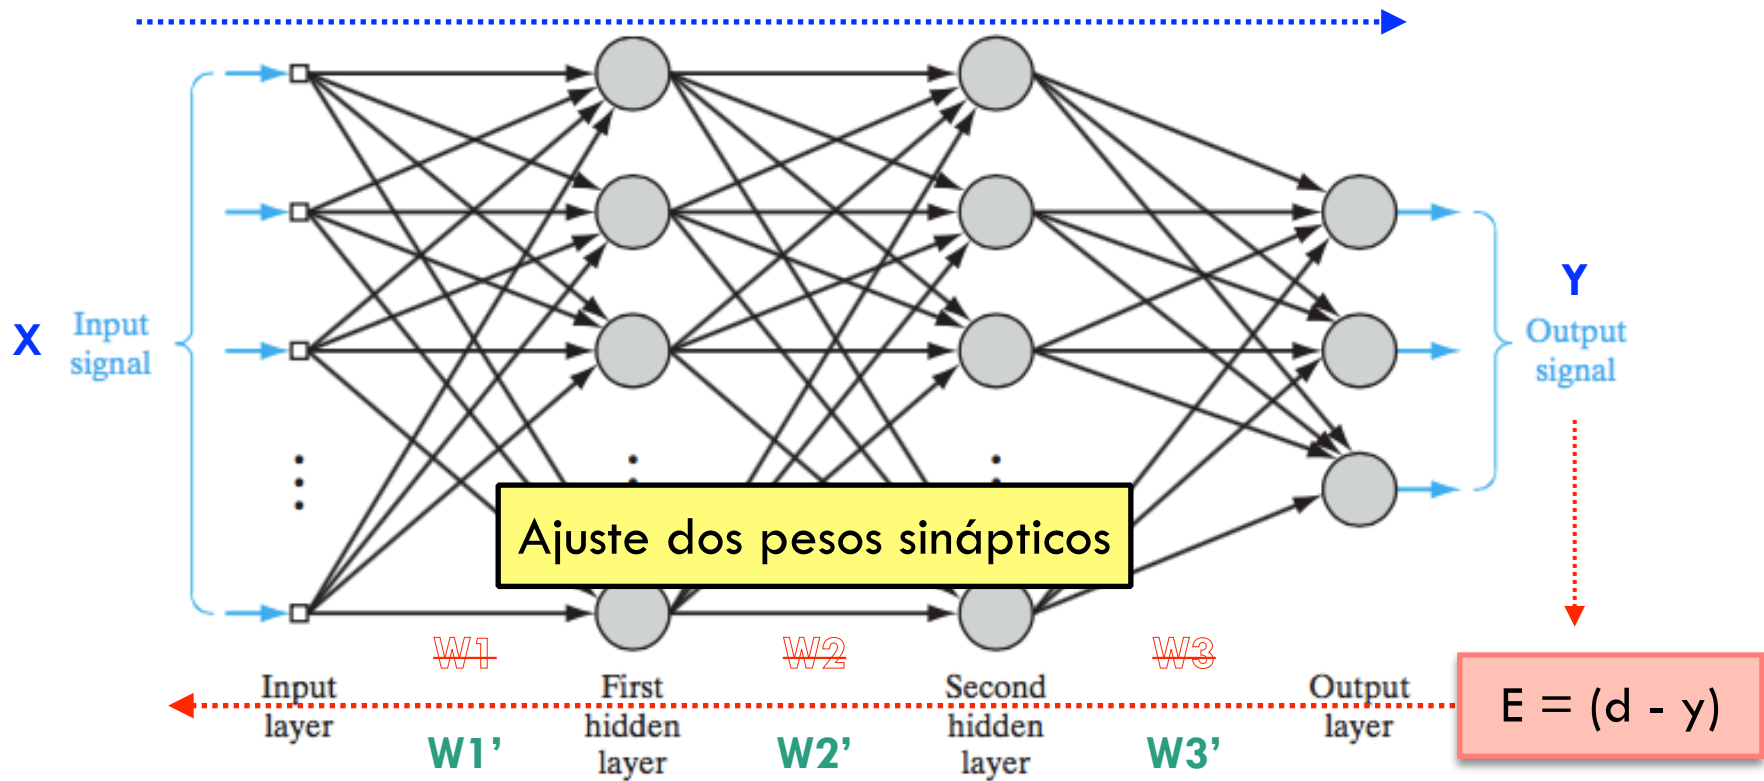 X
Input
signal
Y
Output
signal
Ajuste dos pesos sinápticos
W1
W2
W3
Input
layer
First
hidden
layer
Second
hidden
layer
Output
layer
W1’
W2’
W3’
E = (d - y)